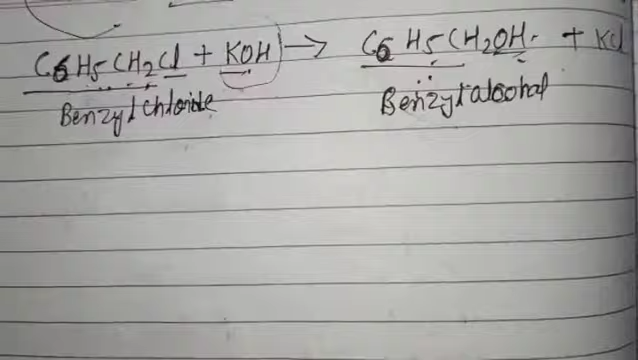 C6H5CH2Cl + KOH) → C6H5CH2OH. + KCl
Benzyl chloride Benzyl alcohol